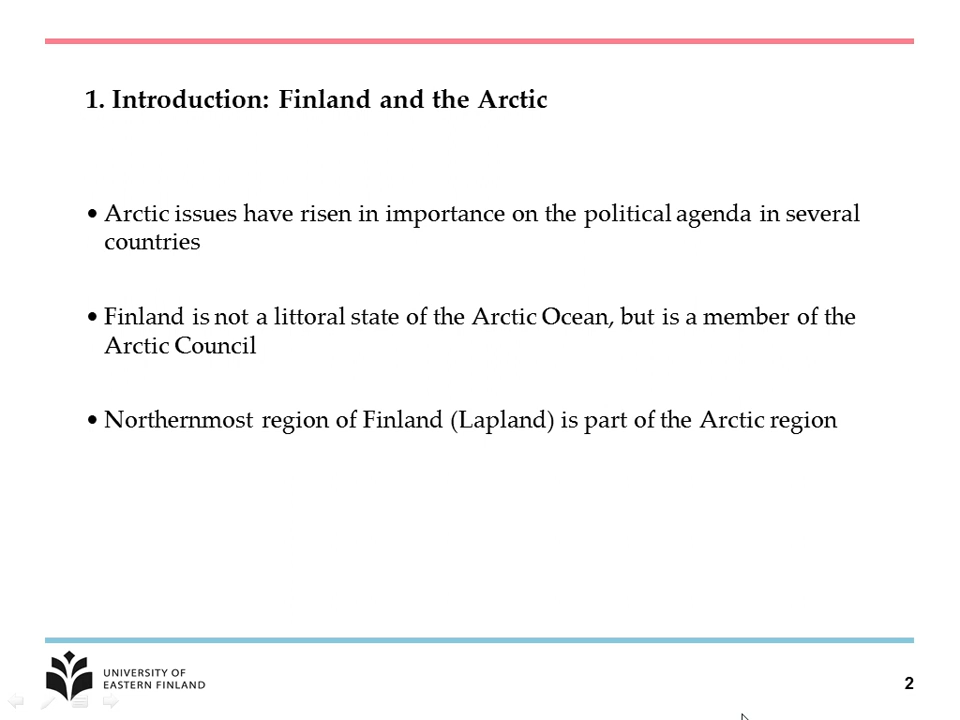 1. Introduction: Finland and the Arctic
• Arctic issues have risen in importance on the political agenda in several
countries
• Finland is not a littoral state of the Arctic Ocean, but is a member of the
Arctic Council
• Northernmost region of Finland (Lapland) is part of the Arctic region
UNIVERSITY OF
EASTERN FINLAND
2